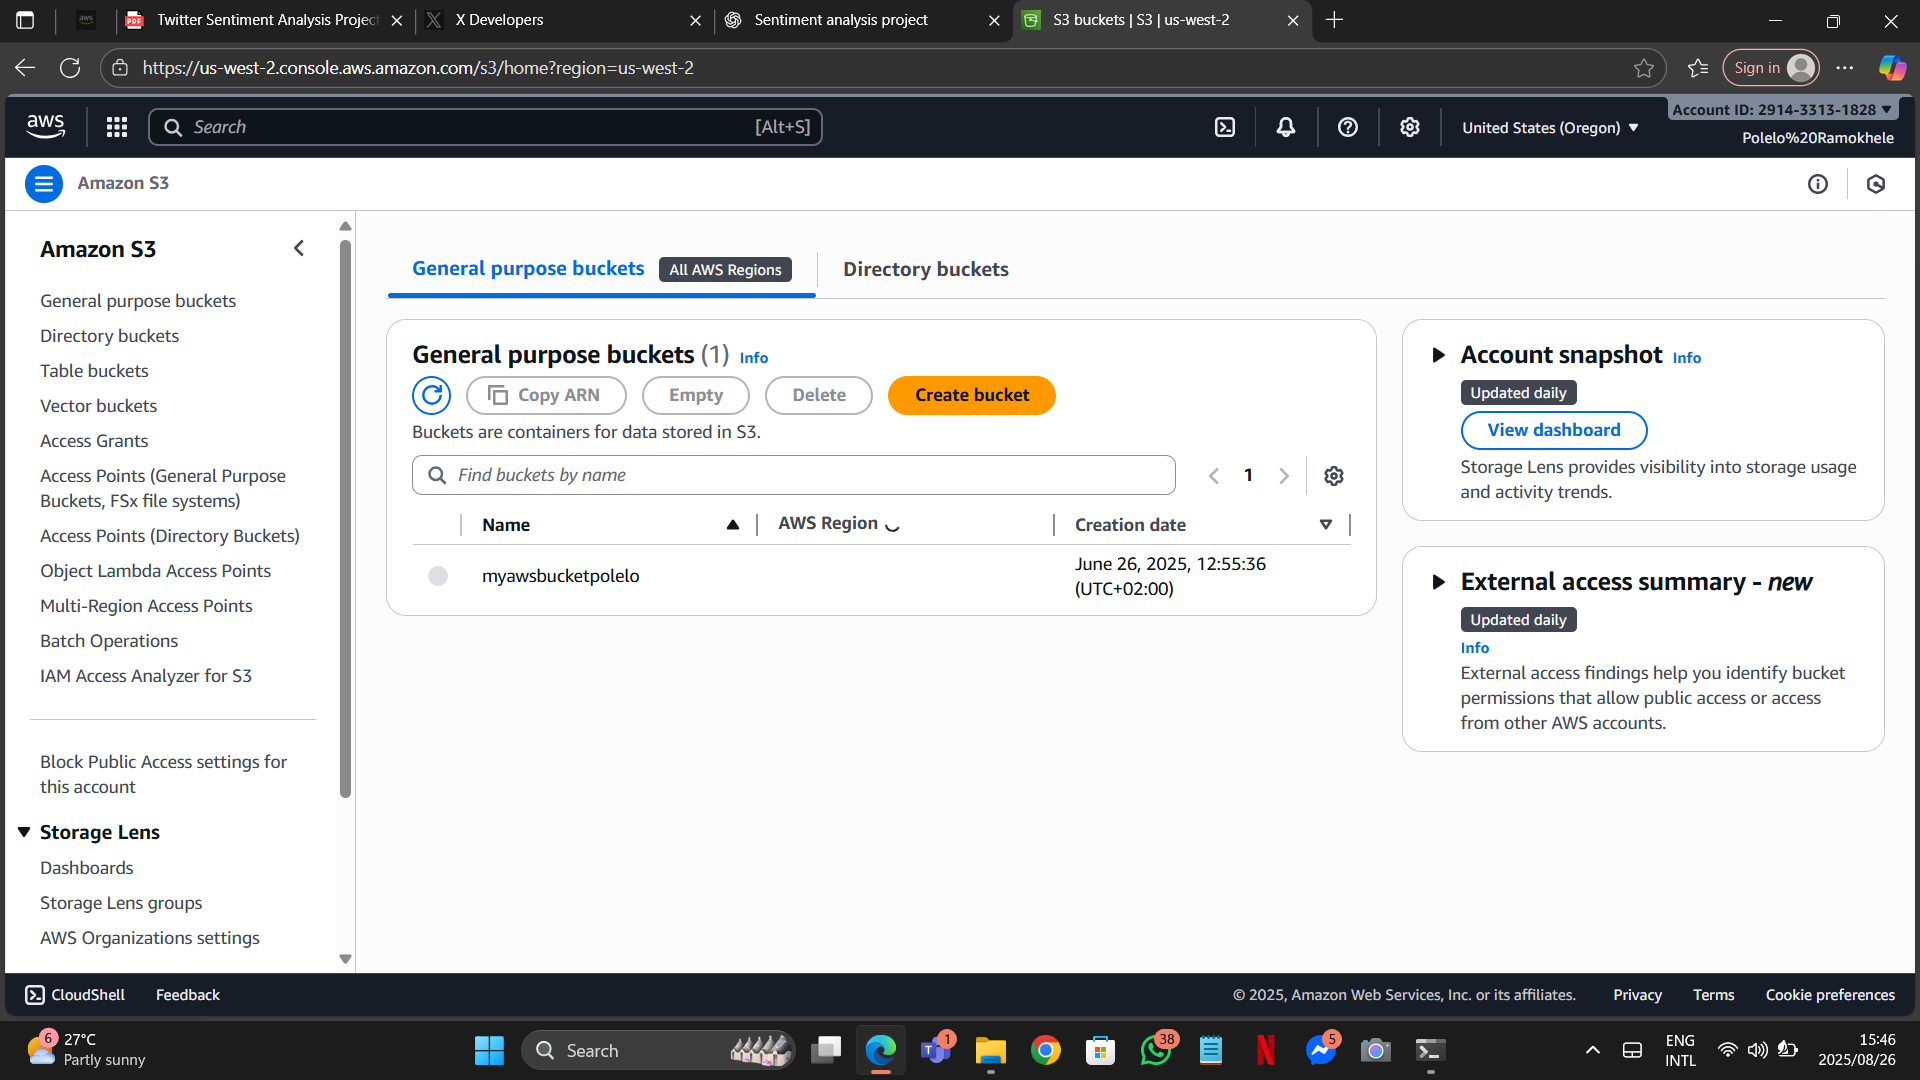 Twitter Sentiment Analysis Project
X Developers
Sentiment analysis project
S3 buckets | S3 | us-west-2
https://us-west-2.console.aws.amazon.com/s3/home?region=us-west-2
Sign in
aws
Search
[Alt+S]
United States (Oregon)
Account ID: 2914-3313-1828
Polelo%20Ramokhele
Amazon S3
Amazon S3
General purpose buckets
Directory buckets
Table buckets
Vector buckets
Access Grants
Access Points (General Purpose
Buckets, FSx file systems)
Access Points (Directory Buckets)
Object Lambda Access Points
Multi-Region Access Points
Batch Operations
IAM Access Analyzer for S3
Block Public Access settings for
this account
Storage Lens
Dashboards
Storage Lens groups
AWS Organizations settings
General purpose buckets
All AWS Regions
Directory buckets
General purpose buckets (1) Info
Copy ARN
Empty
Delete
Create bucket
Buckets are containers for data stored in S3.
Find buckets by name
1
Name
AWS Region
Creation date
myawsbucketpolelo
June 26, 2025, 12:55:36
(UTC+02:00)
Account snapshot Info
Updated daily
View dashboard
Storage Lens provides visibility into storage usage
and activity trends.
External access summary - new
Updated daily
Info
External access findings help you identify bucket
permissions that allow public access or access
from other AWS accounts.
CloudShell
Feedback
© 2025, Amazon Web Services, Inc. or its affiliates.
Privacy
Terms
Cookie preferences
6
27°C
Partly sunny
Search
1
38
5
ENG
INTL
15:46
2025/08/26